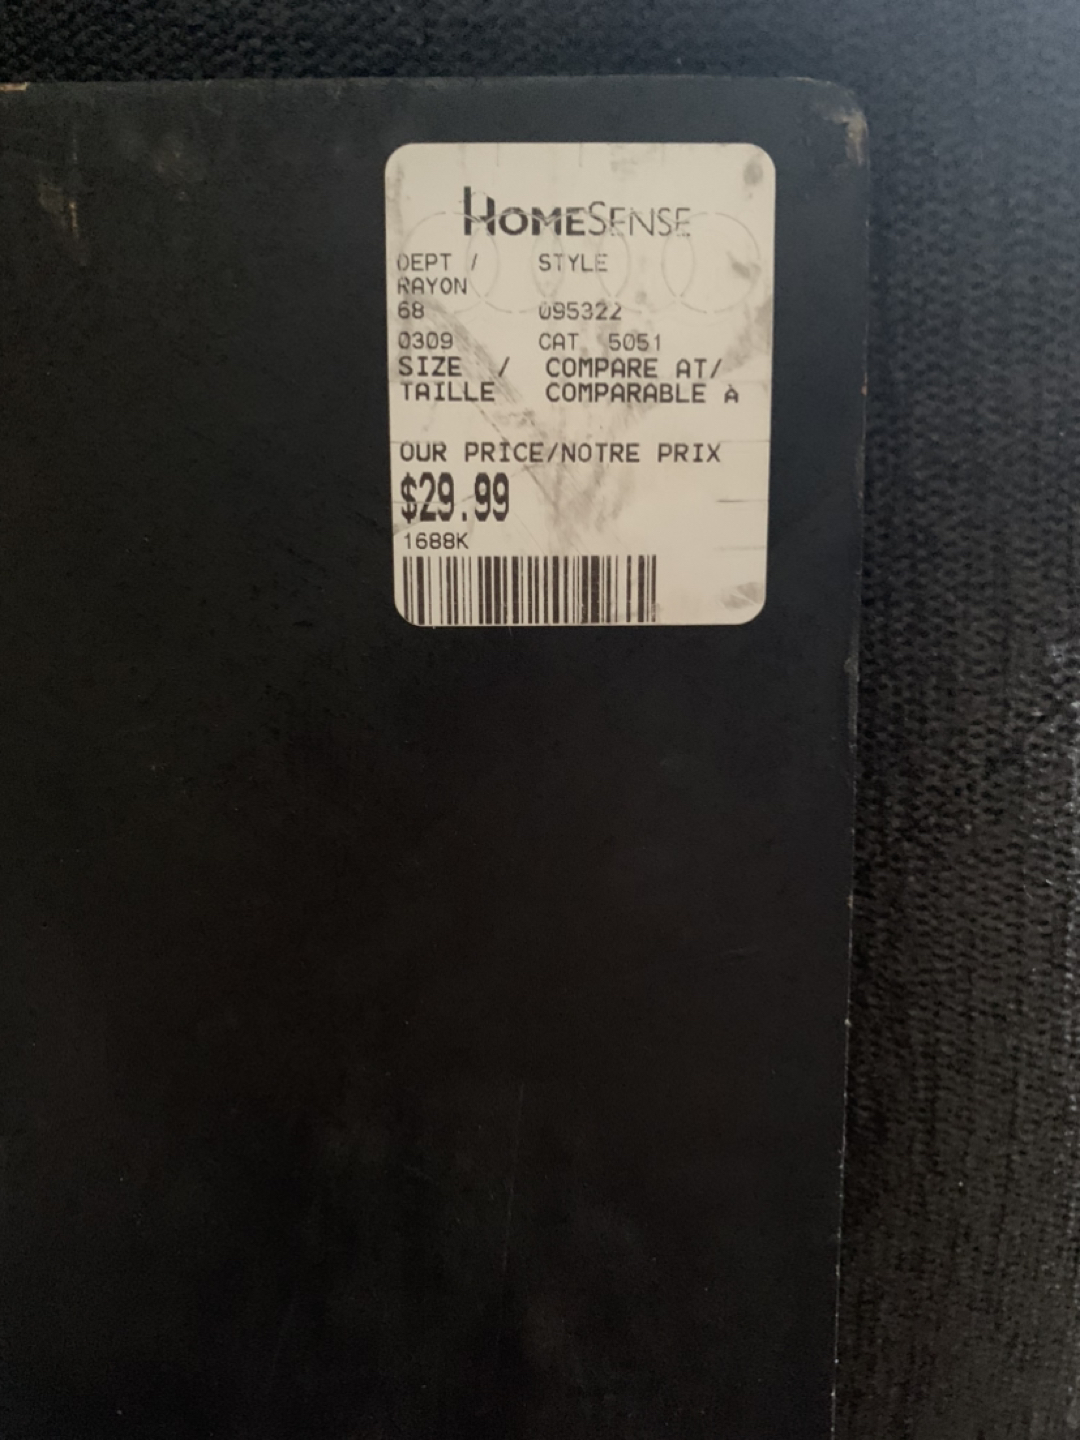 HOMESENSE
DEPT / STYLE
RAYON
68 095322
0309 CAT 5051
SIZE / COMPARE AT/
TAILLE COMPARABLE À
OUR PRICE/NOTRE PRIX
$29.99
1688K